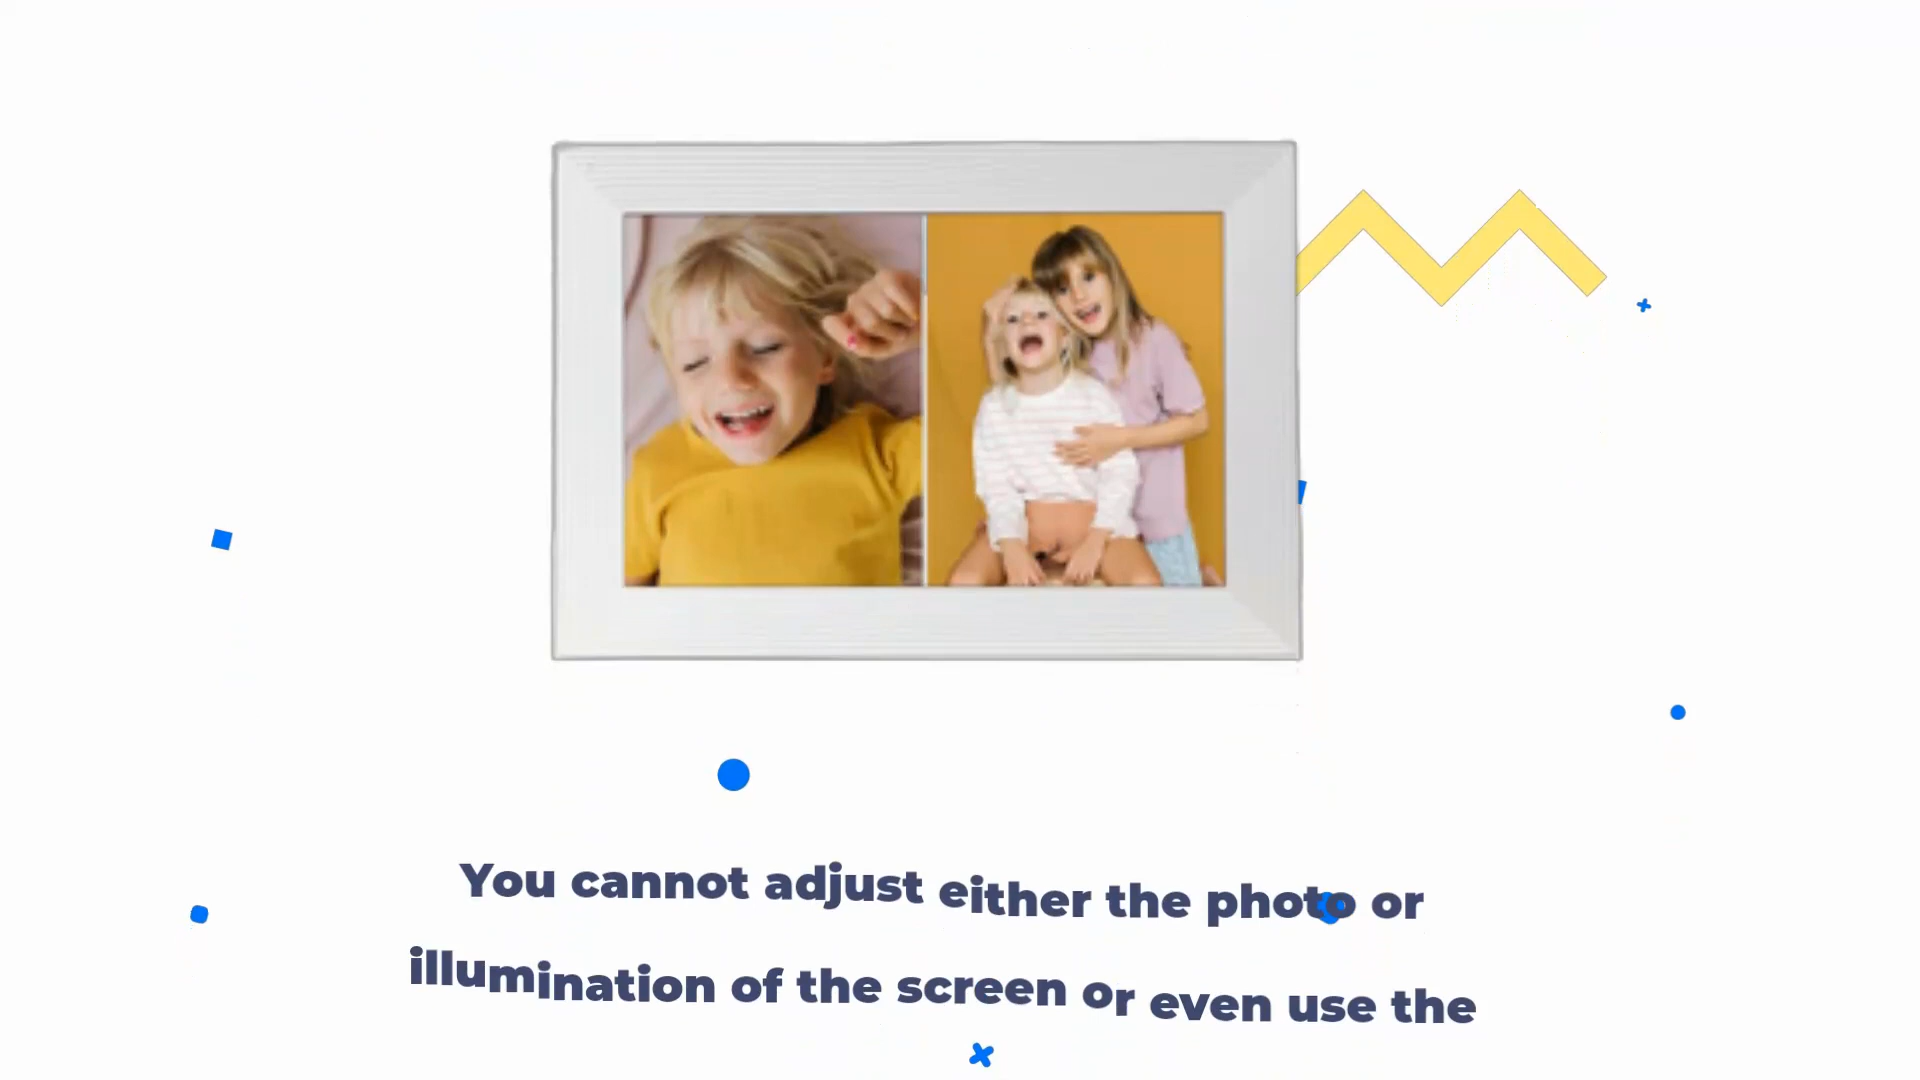 You cannot adjust either the photo or
illumination of the screen or even use the